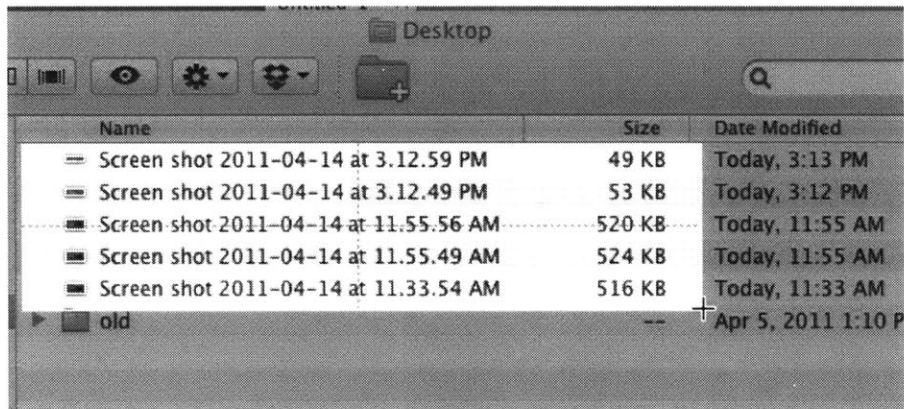 Desktop
Name Size Date Modified
Screen shot 2011-04-14 at 3.12.59 PM 49 KB Today, 3:13 PM
Screen shot 2011-04-14 at 3.12.49 PM 53 KB Today, 3:12 PM
Screen shot 2011-04-14 at 11.55.56 AM 520 KB Today, 11:55 AM
Screen shot 2011-04-14 at 11.55.49 AM 524 KB Today, 11:55 AM
Screen shot 2011-04-14 at 11.33.54 AM 516 KB Today, 11:33 AM
old -- Apr 5, 2011 1:10 P